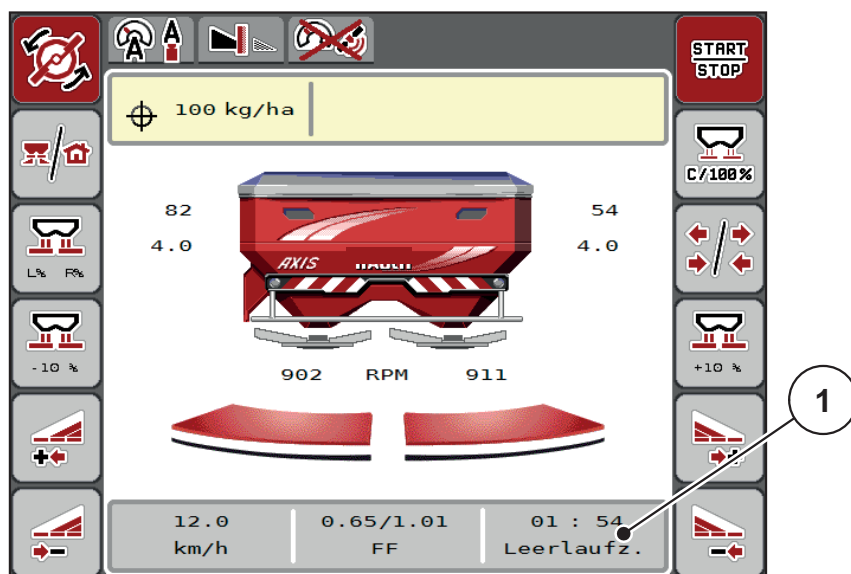 A A
START
STOP
100 kg/ha
C/100%
82 54
4.0 4.0
AXIS RAUCH
L% R%
-10 %
+10 %
902 RPM 911
1
12.0 0.65/1.01 01 : 54
km/h FF Leerlaufz.